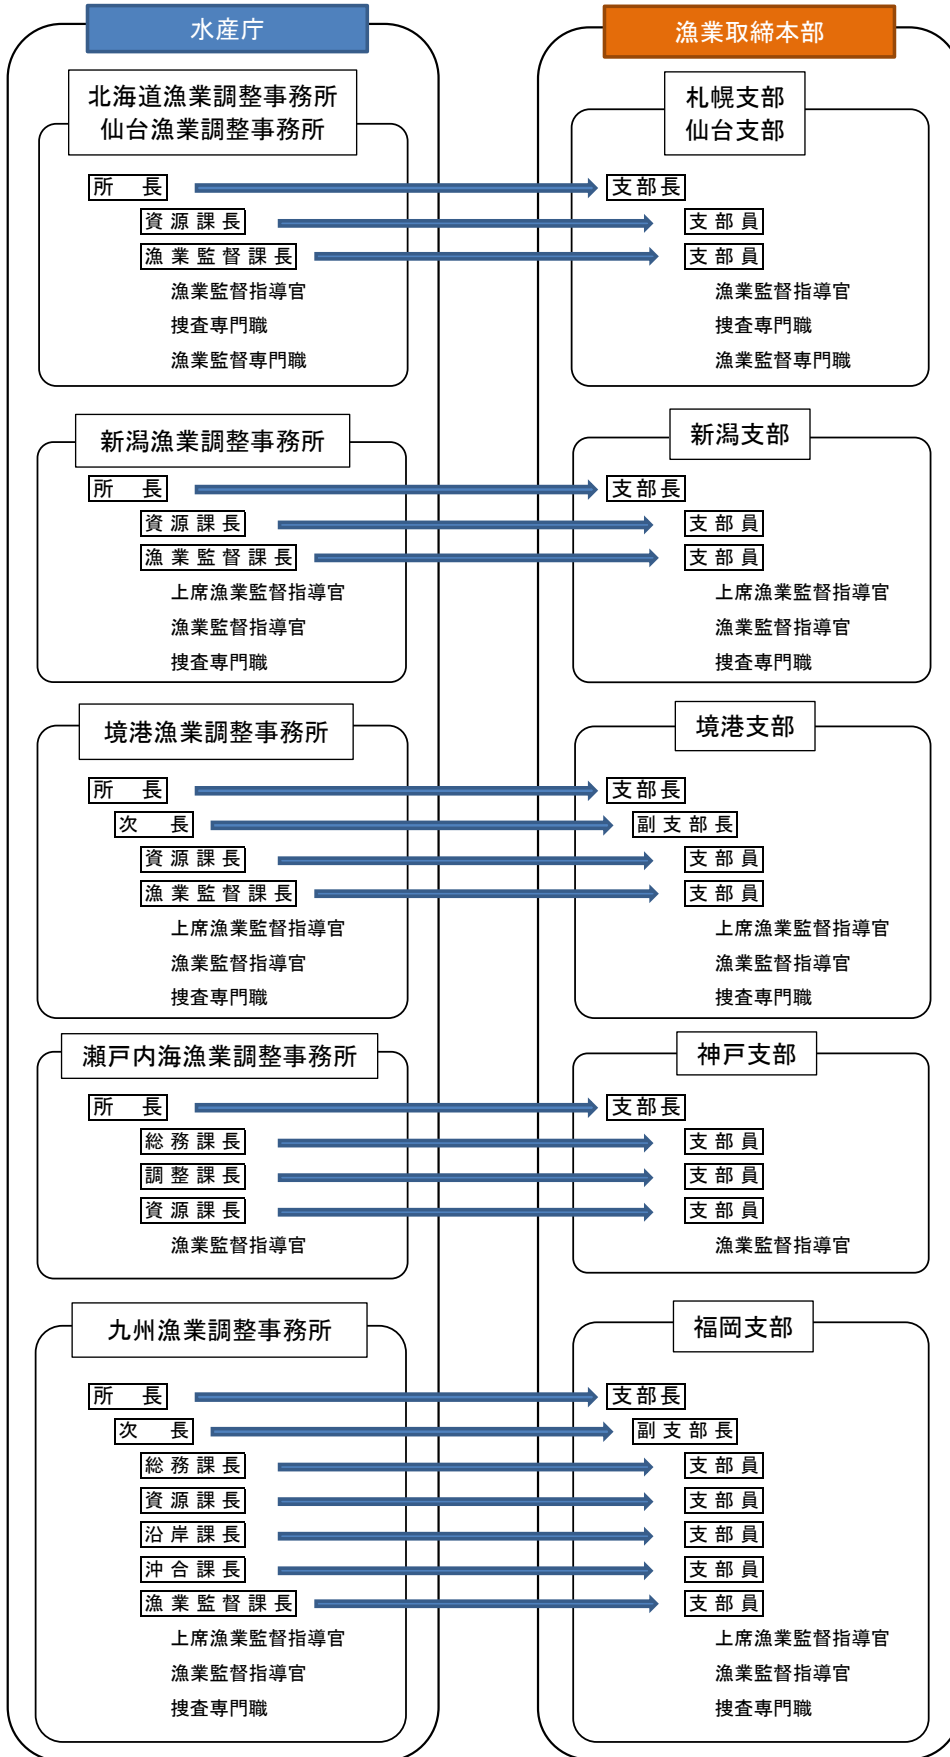 水産庁
漁業取締本部
北海道漁業調整事務所
仙台漁業調整事務所
札幌支部
仙台支部
所　長
支部長
資源課長
支部員
漁業監督課長
支部員
漁業監督指導官
漁業監督指導官
捜査専門職
捜査専門職
漁業監督専門職
漁業監督専門職
新潟漁業調整事務所
新潟支部
所　長
支部長
資源課長
支部員
漁業監督課長
支部員
上席漁業監督指導官
上席漁業監督指導官
漁業監督指導官
漁業監督指導官
捜査専門職
捜査専門職
境港漁業調整事務所
境港支部
所　長
支部長
次　長
副支部長
資源課長
支部員
漁業監督課長
支部員
上席漁業監督指導官
上席漁業監督指導官
漁業監督指導官
漁業監督指導官
捜査専門職
捜査専門職
瀬戸内海漁業調整事務所
神戸支部
所　長
支部長
総務課長
支部員
調整課長
支部員
資源課長
支部員
漁業監督指導官
漁業監督指導官
九州漁業調整事務所
福岡支部
所　長
支部長
次　長
副支部長
総務課長
支部員
資源課長
支部員
沿岸課長
支部員
沖合課長
支部員
漁業監督課長
支部員
上席漁業監督指導官
上席漁業監督指導官
漁業監督指導官
漁業監督指導官
捜査専門職
捜査専門職